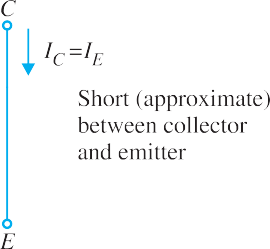 C
I_C = I_E
Short (approximate)
between collector
and emitter
E